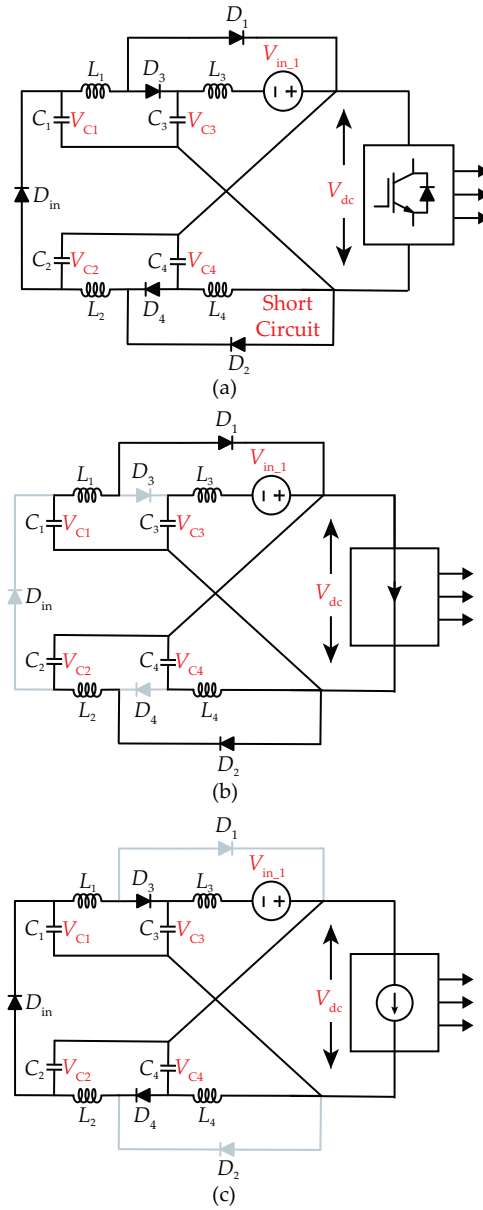 D1
Vin_1
L1 D3 L3
C1 VC1 C3 VC3
Vdc
Din
C2 VC2 C4 VC4
L2 D4 L4
Short
Circuit
D2
(a)
D1
Vin_1
L1 D3 L3
C1 VC1 C3 VC3
Vdc
Din
C2 VC2 C4 VC4
L2 D4 L4
D2
(b)
D1
Vin_1
L1 D3 L3
C1 VC1 C3 VC3
Vdc
Din
C2 VC2 C4 VC4
L2 D4 L4
D2
(c)